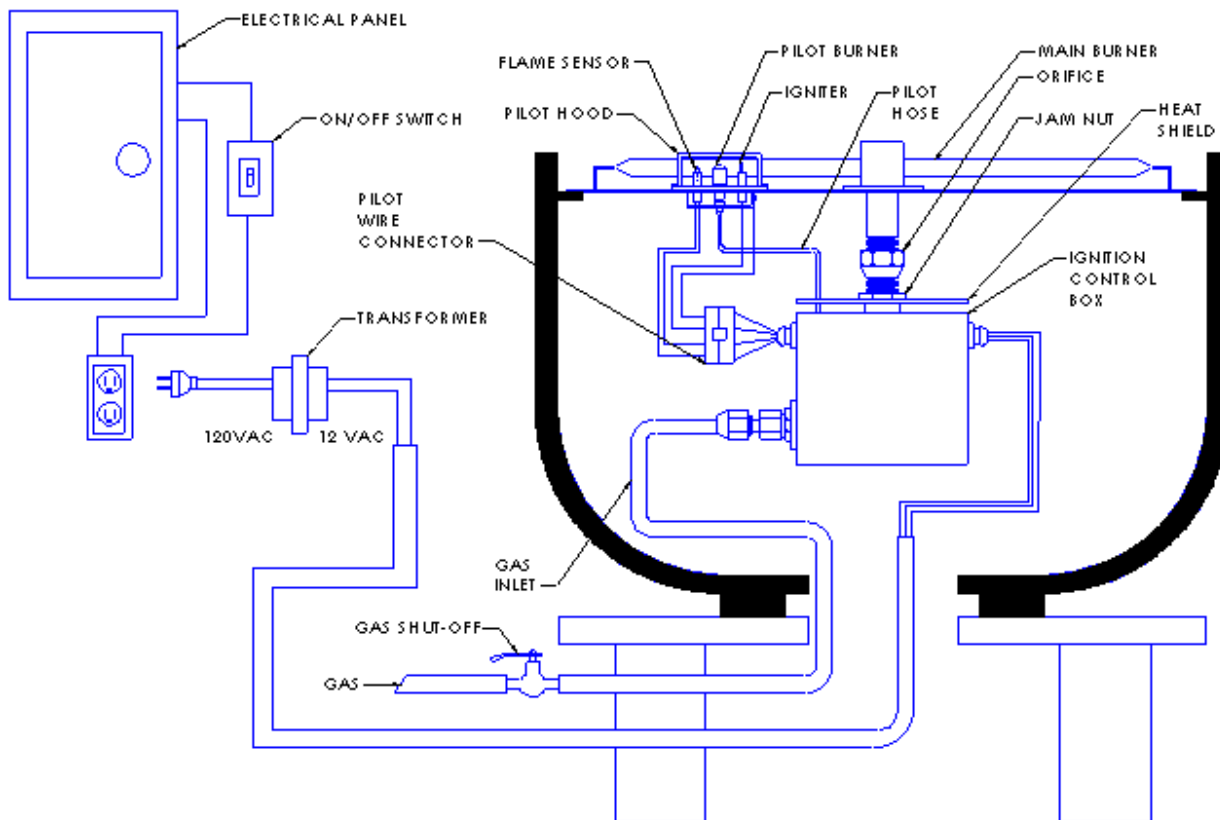 ELECTRICAL PANEL
PILOT BURNER
MAIN BURNER
FLAME SENSOR
IGNITER
PILOT
HOSE
ORIFICE
PILOT HOOD
JAM NUT
HEAT
SHIELD
ON/OFF SWITCH
PILOT
WIRE
CONNECTOR
IGNITION
CONTROL
BOX
TRANSFORMER
120VAC
12 VAC
GAS
INLET
GAS SHUT-OFF
GAS